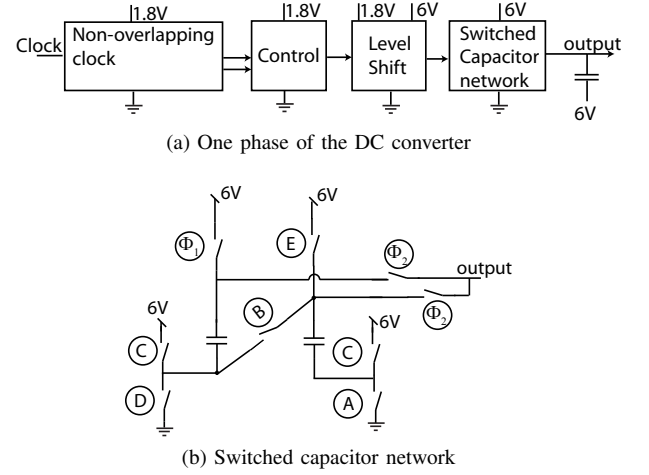 1.8V
1.8V
1.8V
6V
6V
Clock
Non-overlapping
clock
Control
Level
Shift
Switched
Capacitor
network
output
6V
(a) One phase of the DC converter
6V
6V
Φ1
E
Φ2
output
B
Φ2
6V
6V
C
C
D
A
(b) Switched capacitor network